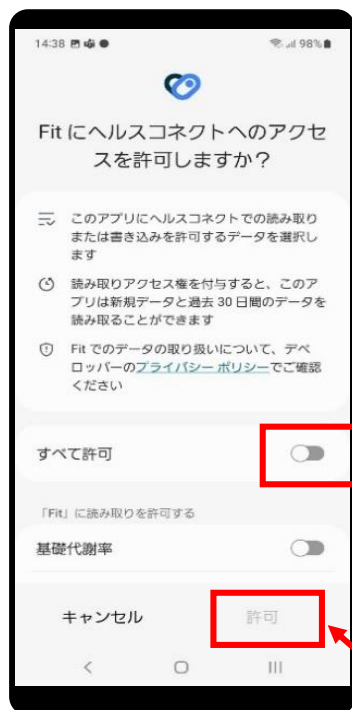 14:38 98%
Fit にヘルスコネクトへのアクセ
スを許可しますか？
このアプリにヘルスコネクトでの読み取り
または書き込みを許可するデータを選択し
ます
読み取りアクセス権を付与すると、このア
プリは新規データと過去 30 日間のデータを
読み取ることができます
Fit でのデータの取り扱いについて、デベ
ロッパーのプライバシー ポリシーでご確認
ください
すべて許可
「Fit」に読み取りを許可する
基礎代謝率
キャンセル 許可